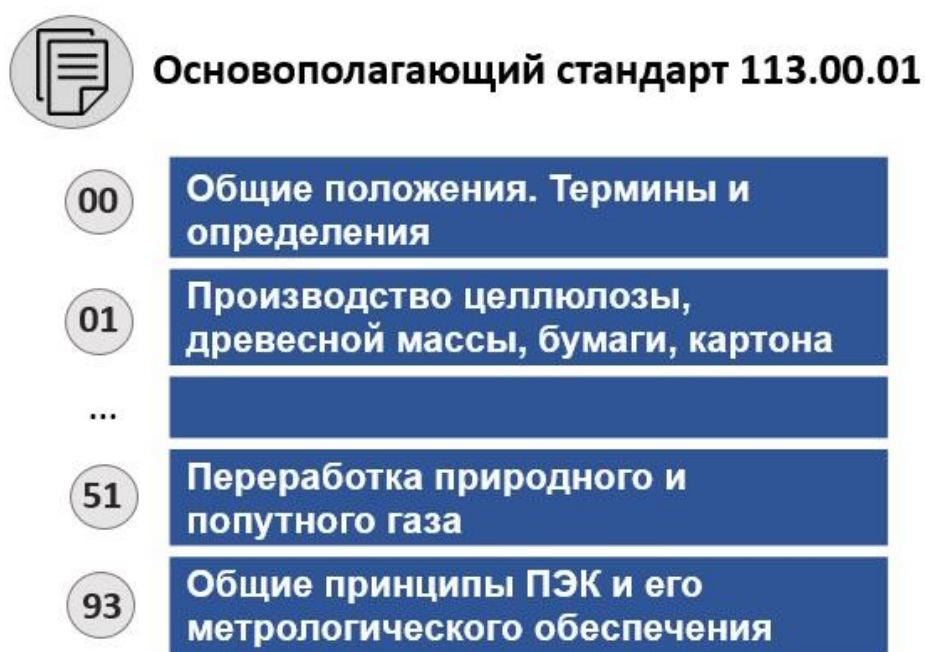 Основополагающий стандарт 113.00.01
00
Общие положения. Термины и
определения
01
Производство целлюлозы,
древесной массы, бумаги, картона
...
51
Переработка природного и
попутного газа
93
Общие принципы ПЭК и его
метрологического обеспечения